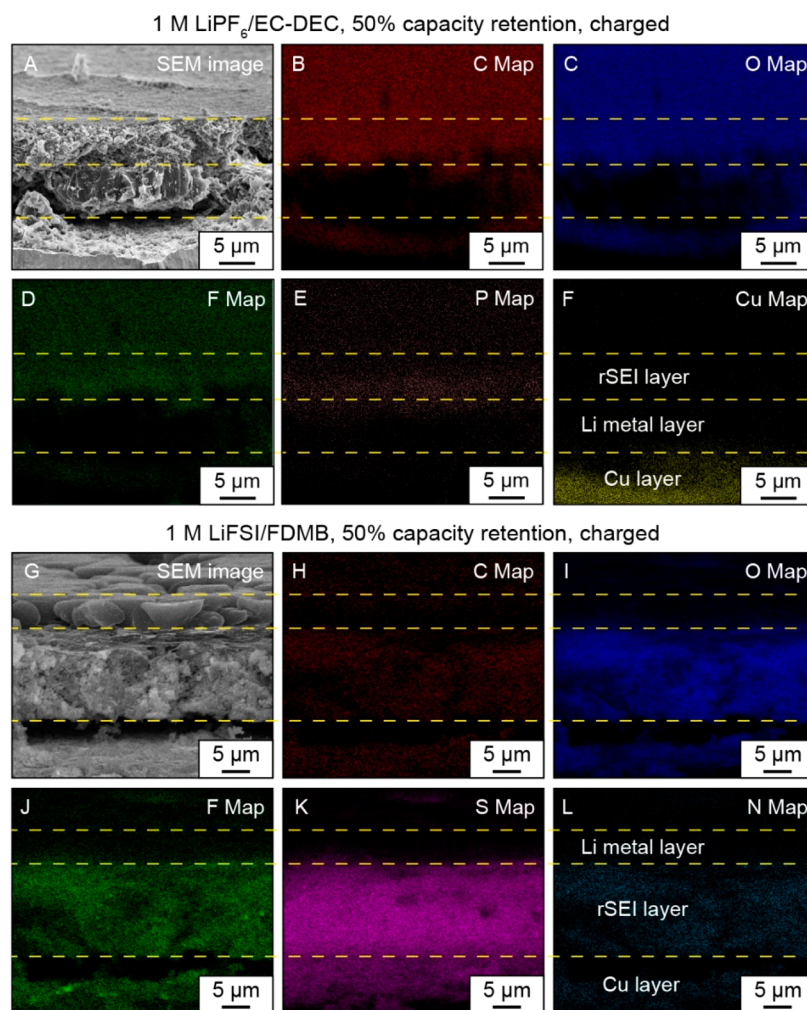 1 M LiPF₆/EC-DEC, 50% capacity retention, charged
A SEM image
5 µm
B C Map
5 µm
C O Map
5 µm
D F Map
5 µm
E P Map
5 µm
F Cu Map
rSEI layer
Li metal layer
Cu layer
5 µm
1 M LiFSI/FDMB, 50% capacity retention, charged
G SEM image
5 µm
H C Map
5 µm
I O Map
5 µm
J F Map
5 µm
K S Map
5 µm
L N Map
Li metal layer
rSEI layer
Cu layer
5 µm